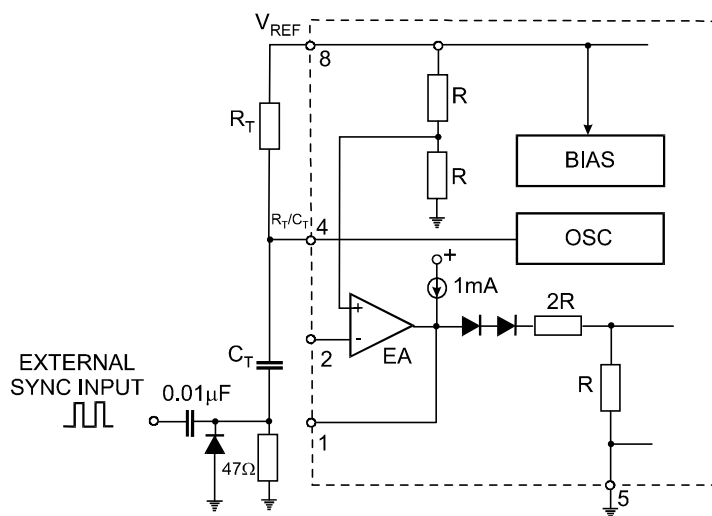 V_REF
8
R
R_T
R
BIAS
R_T/C_T
4
OSC
+
1mA
2R
+
-
EA
2
C_T
R
EXTERNAL
SYNC INPUT
0.01µF
1
47Ω
5